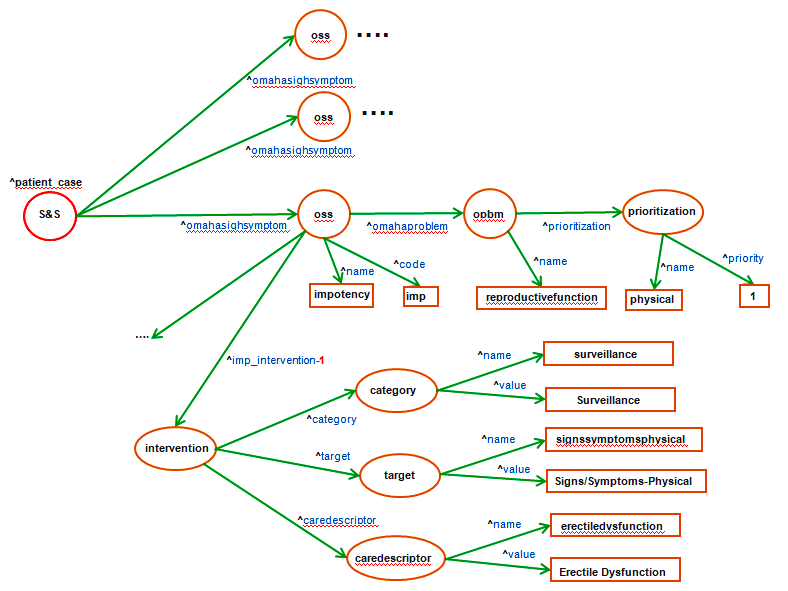 oss ....
^omahasighsymptom
oss ....
^omahasighsymptom
^patient_case
S&S
^omahasighsymptom
oss
^omahaproblem
opbm
^prioritization
prioritization
^name
^code
^name
^name
^priority
impotency
imp
reproductivefunction
physical
1
....
^imp_intervention-1
^name
surveillance
category
^value
Surveillance
^category
intervention
^name
signssymptomsphysical
^target
target
^value
Signs/Symptoms-Physical
^caredescriptor
^name
erectiledysfunction
caredescriptor
^value
Erectile Dysfunction